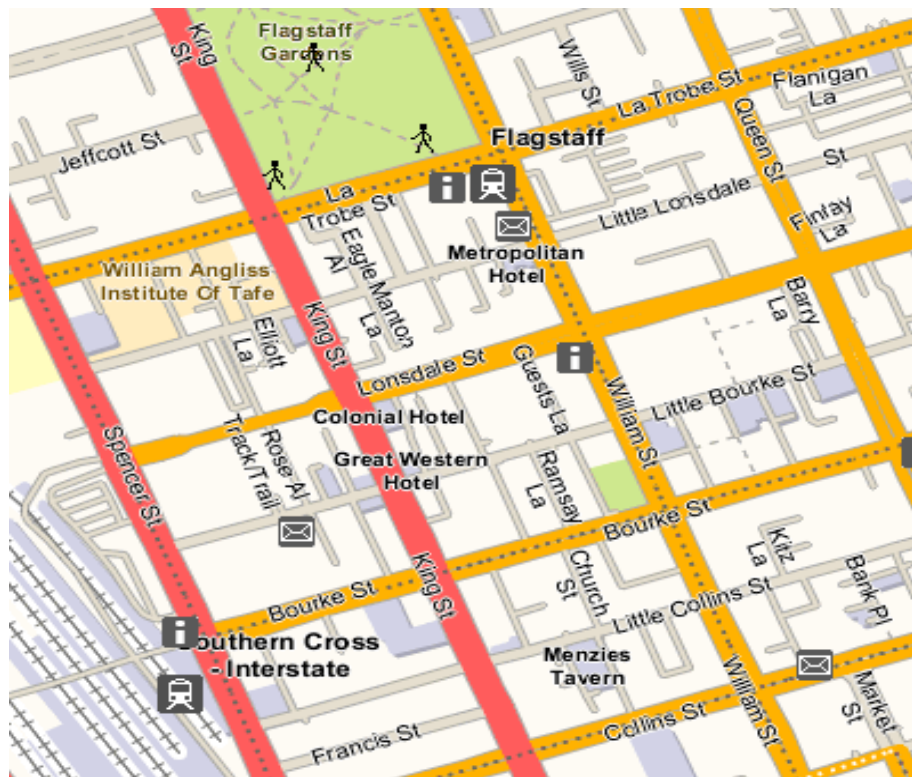 King
St
Flagstaff
Gardens
Wills St
La Trobe St
Flanigan
La
Queen St
Jeffcott St
Flagstaff
La
Trobe St
Little Lonsdale
St
Finlay
La
Metropolitan
Hotel
Eagle
Al
Manton
La
William Angliss
Institute Of Tafe
Barry
La
Elliott
La
King St
Lonsdale St
Guests La
William St
Little Bourke St
Colonial Hotel
Spencer St
Track/Trail
Rose Al
Great Western
Hotel
Ramsay
La
Bourke St
Kitz
La
King St
Church
St
Bourke St
Little Collins St
Bank Pl
Southern Cross
- Interstate
Menzies
Tavern
William St
Market
St
Collins St
Francis St